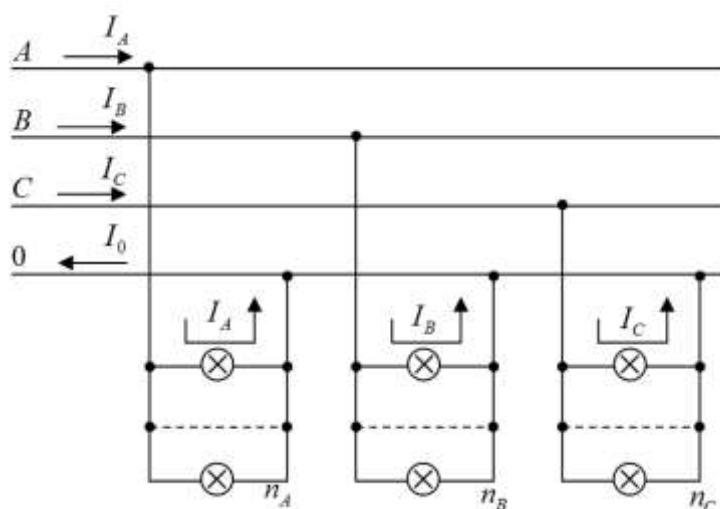 A I_A
B I_B
C I_C
0 I_0
I_A I_B I_C
n_A n_B n_C